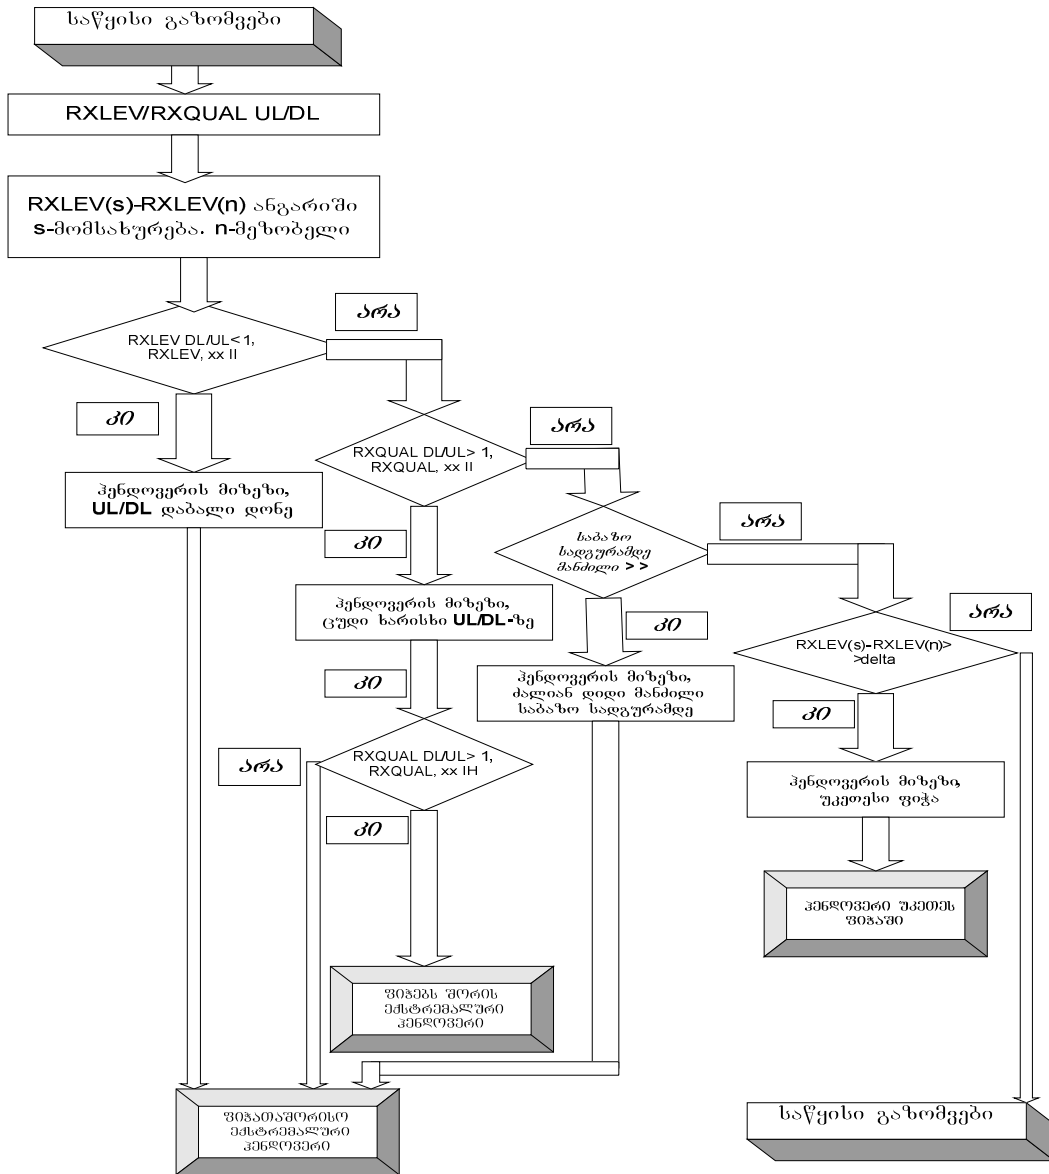 საწყისი გაზომვები
RXLEV/RXQUAL UL/DL
RXLEV(s)-RXLEV(n) ანგარიში
s-მომსახურება. n-მეზობელი
არა
RXLEV DL/UL<1,
RXLEV, xx II
კი
არა
RXQUAL DL/UL> 1,
RXQUAL, xx II
ჰენდოვერის მიზეზი,
UL/DL დაბალი დონე
არა
საბაზო
სადგურამდე
მანძილი >>
კი
ჰენდოვერის მიზეზი,
ცუდი ხარისხი UL/DL-ზე
არა
კი
RXLEV(s)-RXLEV(n)>
>delta
კი
ჰენდოვერის მიზეზი,
ძალიან დიდი მანძილი
საბაზო სადგურამდე
კი
არა
RXQUAL DL/UL> 1,
RXQUAL, xx IH
ჰენდოვერის მიზეზი,
უკეთესი ფიჭა
კი
ჰენდოვერი უკეთეს
ფიჭაში
ფიჭებს შორის
ექსტრემალური
ჰენდოვერი
ფიჭათაშორისო
ექსტრემალური
ჰენდოვერი
საწყისი გაზომვები